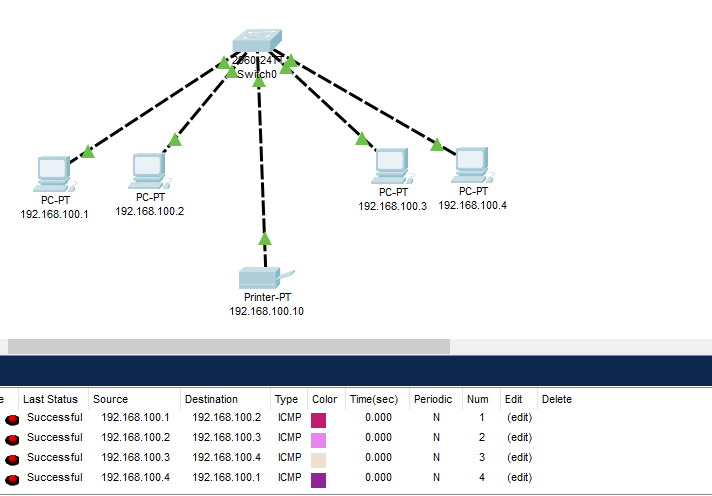 2960-24TT
Switch0
PC-PT
192.168.100.1
PC-PT
192.168.100.2
PC-PT
192.168.100.3
PC-PT
192.168.100.4
Printer-PT
192.168.100.10
e Last Status Source Destination Type Color Time(sec) Periodic Num Edit Delete
Successful 192.168.100.1 192.168.100.2 ICMP 0.000 N 1 (edit)
Successful 192.168.100.2 192.168.100.3 ICMP 0.000 N 2 (edit)
Successful 192.168.100.3 192.168.100.4 ICMP 0.000 N 3 (edit)
Successful 192.168.100.4 192.168.100.1 ICMP 0.000 N 4 (edit)